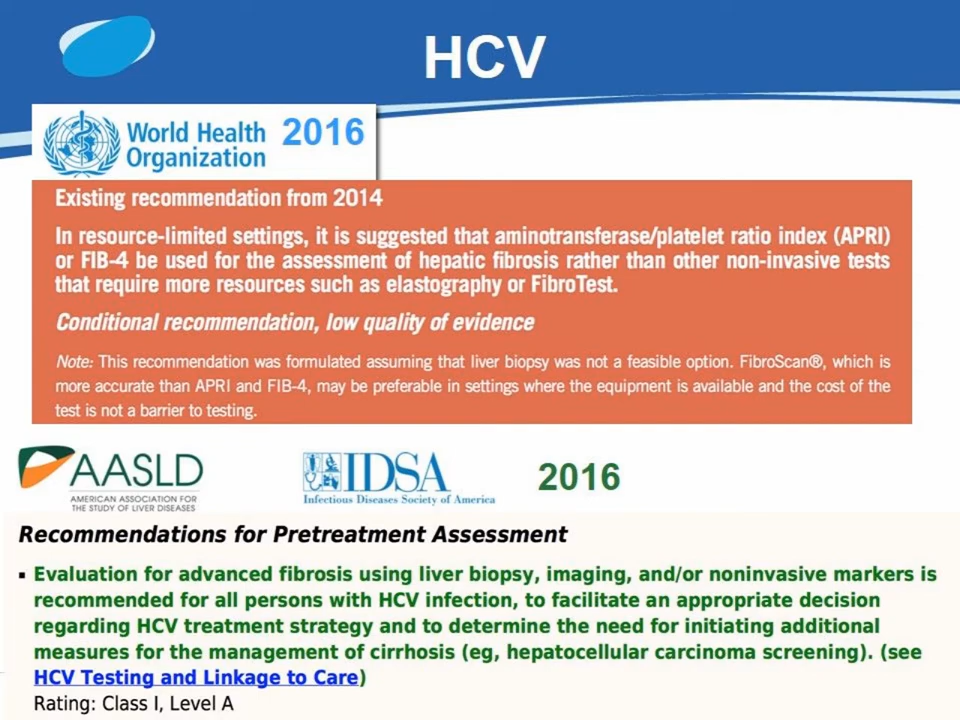 HCV
World Health
Organization
2016
Existing recommendation from 2014
In resource-limited settings, it is suggested that aminotransferase/platelet ratio index (APRI)
or FIB-4 be used for the assessment of hepatic fibrosis rather than other non-invasive tests
that require more resources such as elastography or FibroTest.
Conditional recommendation, low quality of evidence
Note: This recommendation was formulated assuming that liver biopsy was not a feasible option. FibroScan®, which is
more accurate than APRI and FIB-4, may be preferable in settings where the equipment is available and the cost of the
test is not a barrier to testing.
AASLD
AMERICAN ASSOCIATION FOR
THE STUDY OF LIVER DISEASES
IDSA
Infectious Diseases Society of America
2016
Recommendations for Pretreatment Assessment
▪ Evaluation for advanced fibrosis using liver biopsy, imaging, and/or noninvasive markers is
recommended for all persons with HCV infection, to facilitate an appropriate decision
regarding HCV treatment strategy and to determine the need for initiating additional
measures for the management of cirrhosis (eg, hepatocellular carcinoma screening). (see
HCV Testing and Linkage to Care)
Rating: Class I, Level A